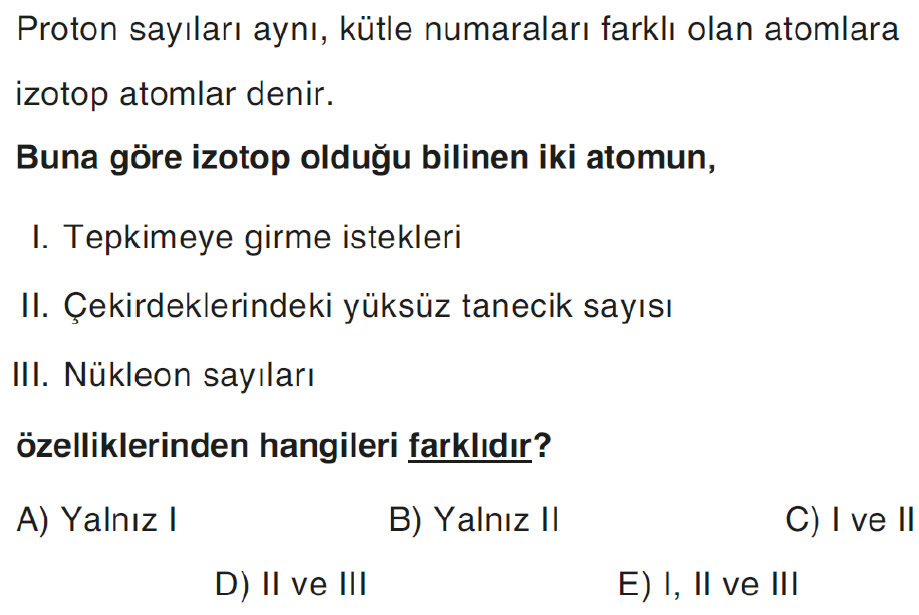 Proton sayıları aynı, kütle numaraları farklı olan atomlara
izotop atomlar denir.
Buna göre izotop olduğu bilinen iki atomun,
I. Tepkimeye girme istekleri
II. Çekirdeklerindeki yüksüz tanecik sayısı
III. Nükleon sayıları
özelliklerinden hangileri farklıdır?
A) Yalnız I B) Yalnız II C) I ve II
D) II ve III E) I, II ve III